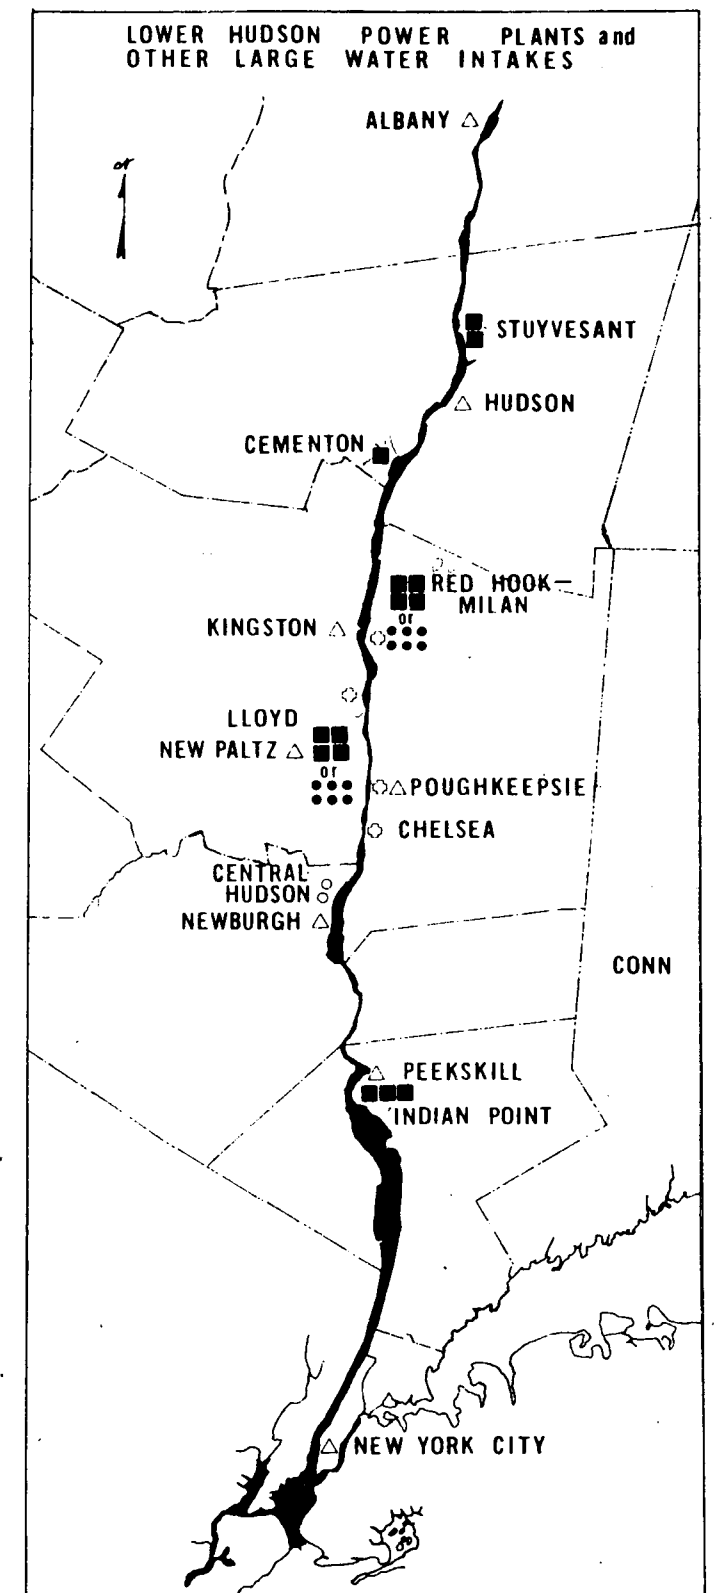 LOWER HUDSON POWER PLANTS and
OTHER LARGE WATER INTAKES
ALBANY
STUYVESANT
HUDSON
CEMENTON
RED HOOK—
MILAN
or
KINGSTON
LLOYD
NEW PALTZ
or
POUGHKEEPSIE
CHELSEA
CENTRAL
HUDSON
NEWBURGH
CONN
PEEKSKILL
INDIAN POINT
NEW YORK CITY